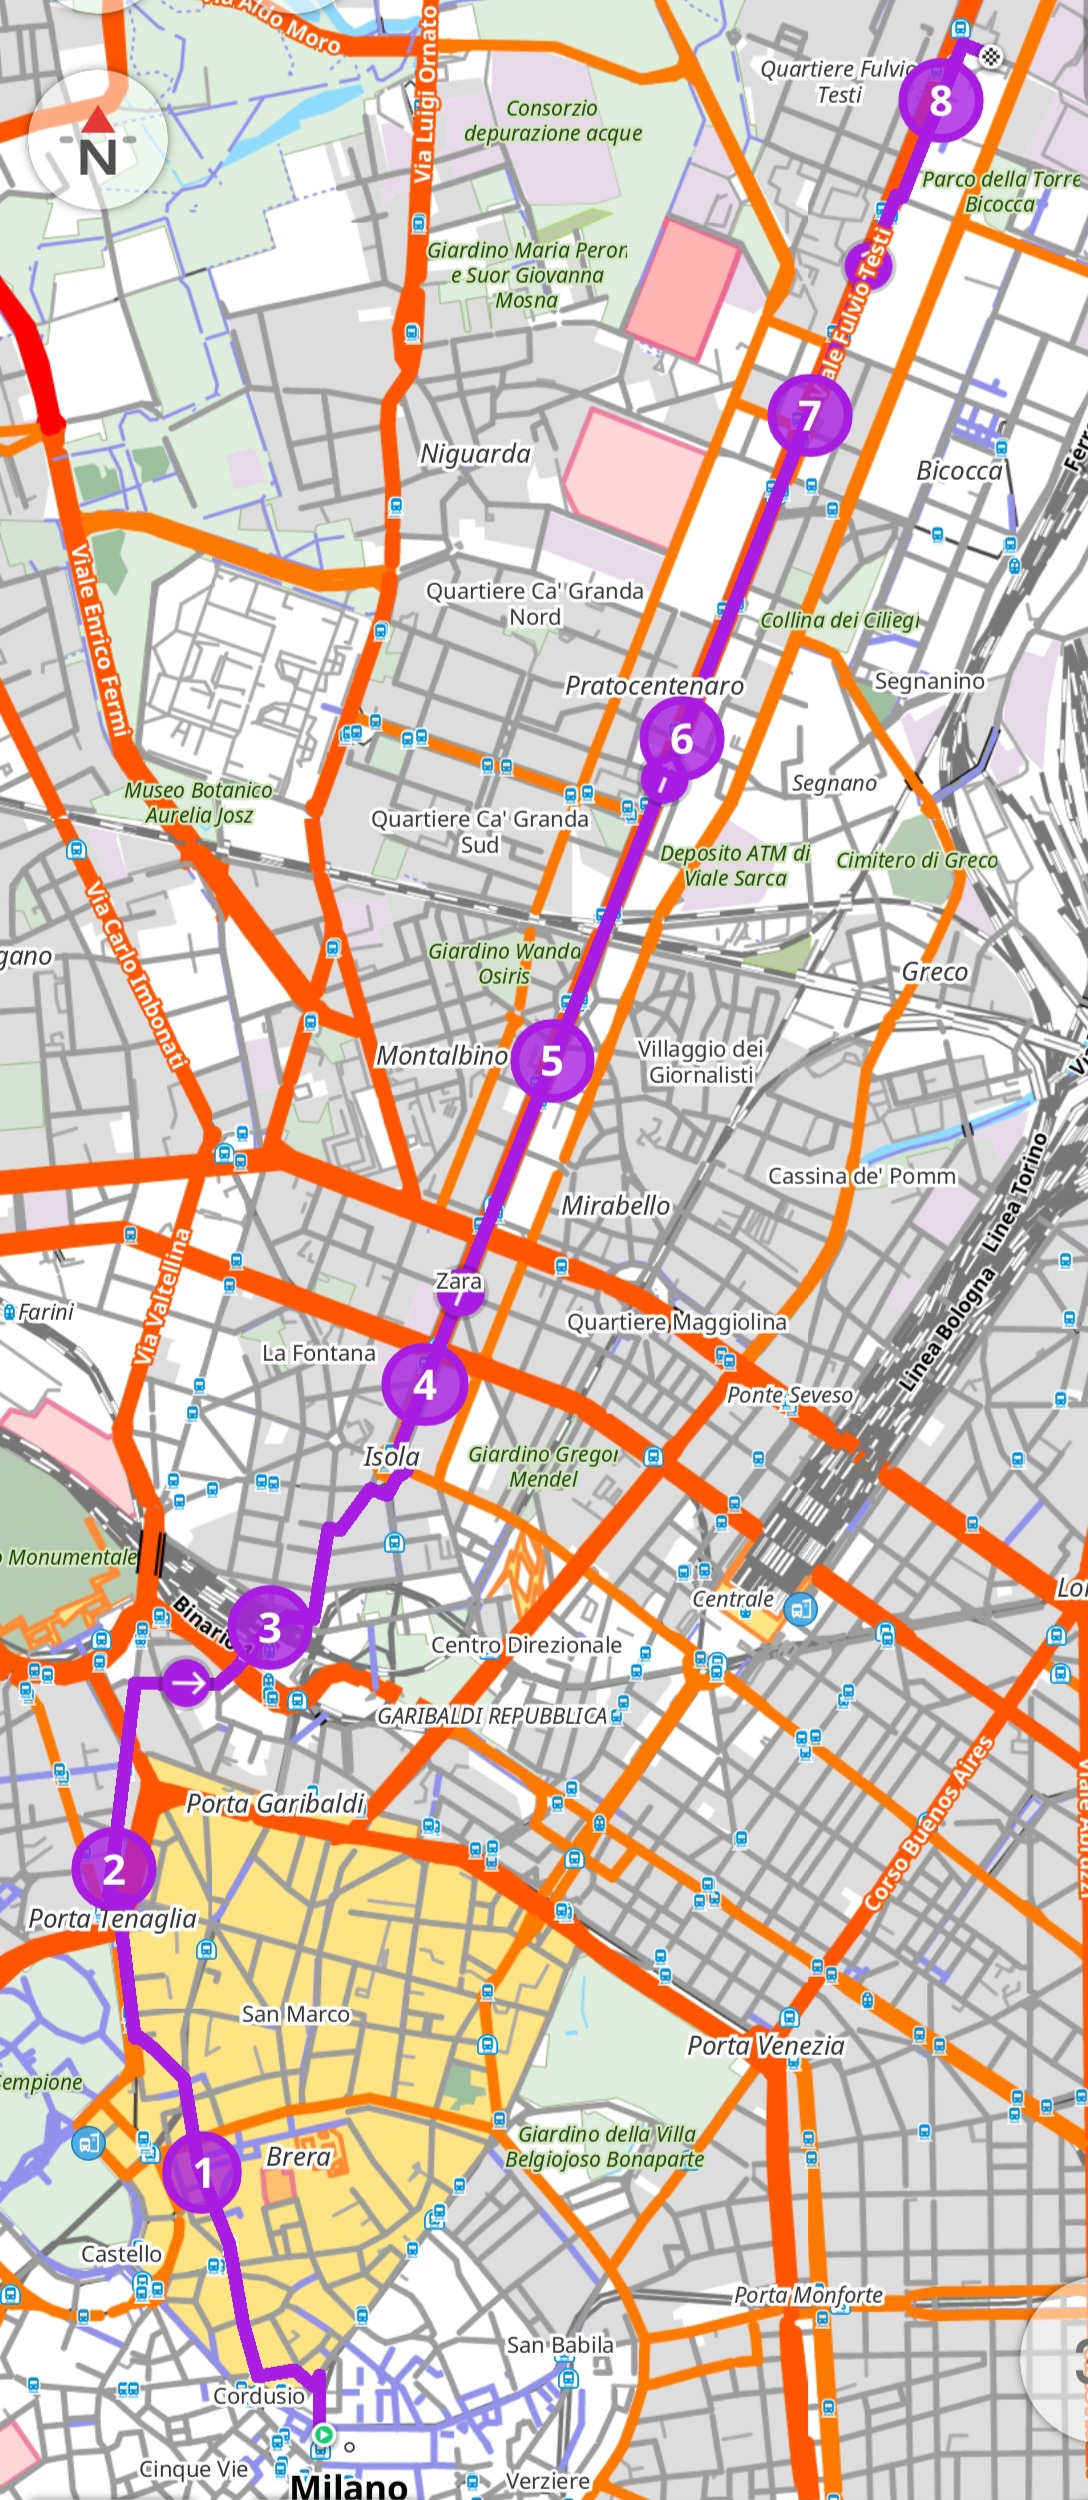 Via Aldo Moro
Via Luigi Ornato
Quartiere Fulvio
Testi
8
Consorzio
depurazione acque
N
Parco della Torre
Bicocca
Giardino Maria Peron
e Suor Giovanna
Mosna
ale Fulvio Testi
7
Niguarda
Bicocca
Ferr
Viale Enrico Fermi
Quartiere Ca' Granda
Nord
Collina dei Ciliegi
Pratocentenaro
Segnanino
6
Museo Botanico
Aurelia Josz
Segnano
Quartiere Ca' Granda
Sud
Deposito ATM di
Viale Sarca
Cimitero di Greco
Via Carlo Imbonati
gano
Giardino Wanda
Osiris
Greco
Montalbino
5
Villaggio dei
Giornalisti
Cassina de' Pomm
Mirabello
Linea Torino
Via Valtellina
Zara
Farini
Quartiere Maggiolina
Linea Bologna
La Fontana
4
Ponte Seveso
Isola
Giardino Gregor
Mendel
o Monumentale
Centrale
Lor
Binario
3
Centro Direzionale
GARIBALDI REPUBBLICA
Porta Garibaldi
Corso Buenos Aires
Viale Abruzzi
2
Porta Tenaglia
San Marco
Porta Venezia
empione
Giardino della Villa
Belgiojoso Bonaparte
1
Brera
Castello
Porta Monforte
San Babila
Cordusio
Cinque Vie
Milano
Verziere